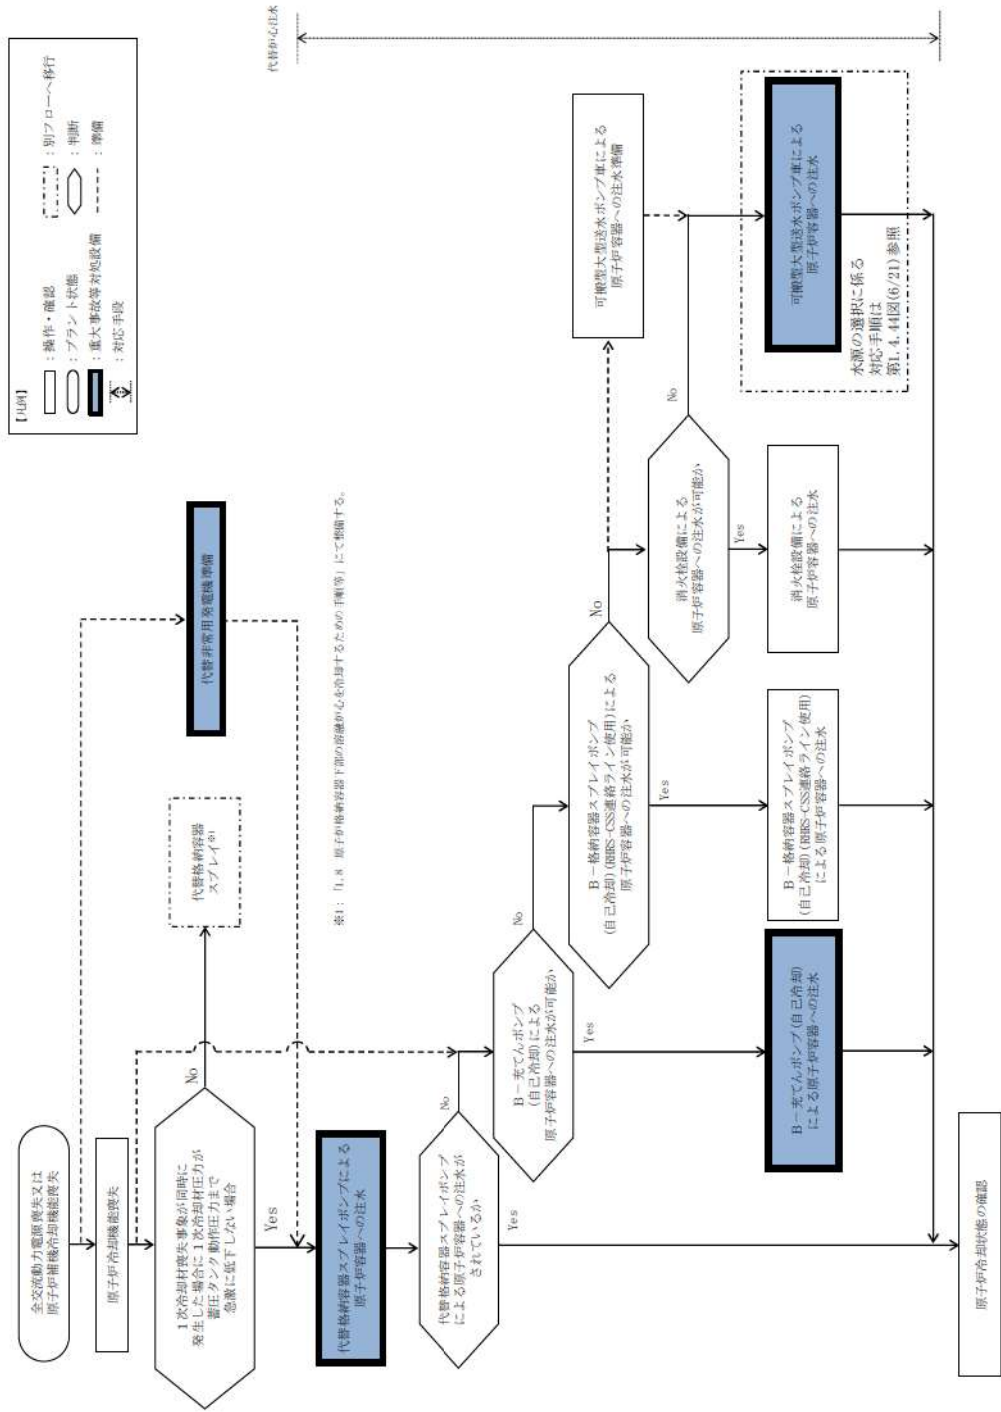 全交流動力電源喪失又は
原子炉補機冷却機能喪失
原子炉冷却機能喪失
1次冷却材喪失事象が同時に
発生した場合に1次冷却材圧力が
蓄圧タンク動作圧力まで
急激に低下しない場合
No
Yes
代替格納容器
スプレイ※1
代替非常用発電機準備
代替格納容器スプレイポンプによる
原子炉容器への注水
代替格納容器スプレイポンプ
による原子炉容器への注水が
されているか
No
Yes
B-充てんポンプ
(自己冷却)による
原子炉容器への注水が可能か
No
Yes
B-格納容器スプレイポンプ
(自己冷却)(RHRS-CSS連絡ライン使用)による
原子炉容器への注水が可能か
No
Yes
消火栓設備による
原子炉容器への注水が可能か
No
Yes
可搬型大型送水ポンプ車による
原子炉容器への注水準備
B-充てんポンプ(自己冷却)
による原子炉容器への注水
B-格納容器スプレイポンプ
(自己冷却)(RHRS-CSS連絡ライン使用)
による原子炉容器への注水
消火栓設備による
原子炉容器への注水
可搬型大型送水ポンプ車による
原子炉容器への注水
水源の選択に係る
対応手順は
第1.4.44図(6/21)参照
原子炉冷却状態の確認
※1:「1.8 原子炉格納容器下部の溶融炉心を冷却するための手順等」にて整備する。
代替炉心注水
【凡例】
:操作・確認
:プラント状態
:重大事故等対処設備
:対応手段
:別フローへ移行
:判断
:準備